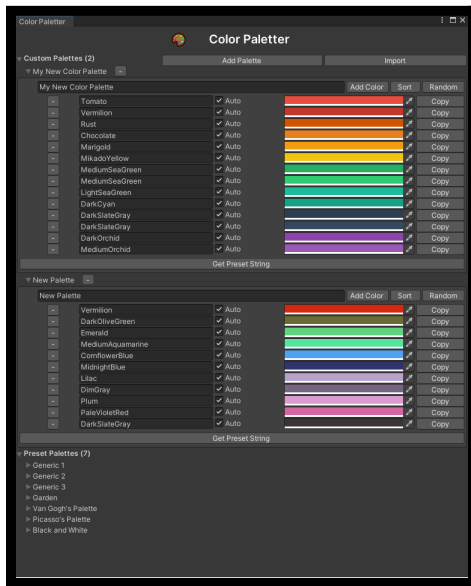 Color Paletter
Color Paletter
Custom Palettes (2) Add Palette Import
My New Color Palette -
My New Color Palette Add Color Sort Random
- Tomato Auto Copy
- Vermilion Auto Copy
- Rust Auto Copy
- Chocolate Auto Copy
- Marigold Auto Copy
- MikadoYellow Auto Copy
- MediumSeaGreen Auto Copy
- MediumSeaGreen Auto Copy
- LightSeaGreen Auto Copy
- DarkCyan Auto Copy
- DarkSlateGray Auto Copy
- DarkSlateGray Auto Copy
- DarkOrchid Auto Copy
- MediumOrchid Auto Copy
Get Preset String
New Palette -
New Palette Add Color Sort Random
- Vermilion Auto Copy
- DarkOliveGreen Auto Copy
- Emerald Auto Copy
- MediumAquamarine Auto Copy
- CornflowerBlue Auto Copy
- MidnightBlue Auto Copy
- Lilac Auto Copy
- DimGray Auto Copy
- Plum Auto Copy
- PaleVioletRed Auto Copy
- DarkSlateGray Auto Copy
Get Preset String
Preset Palettes (7)
Generic 1
Generic 2
Generic 3
Garden
Van Gogh's Palette
Picasso's Palette
Black and White